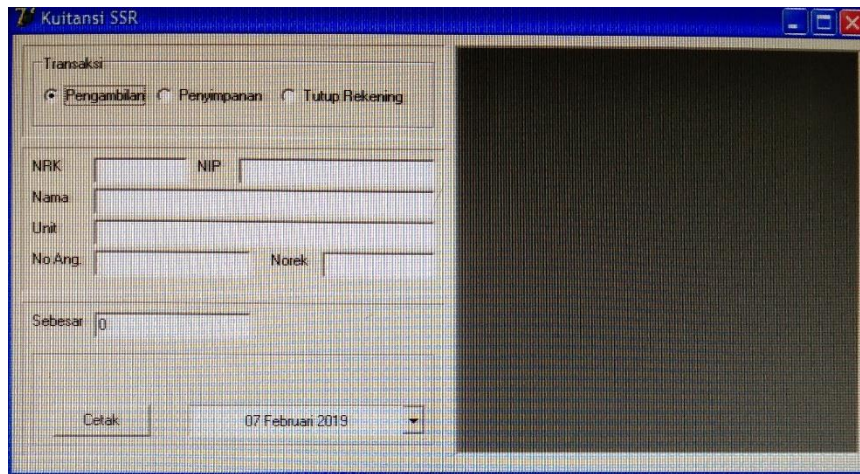 Kuitansi SSR
Transaksi
Pengambilan Penyimpanan Tutup Rekening
NRK NIP
Nama
Unit
No Ang. Norek
Sebesar 0
Cetak 07 Februari 2019